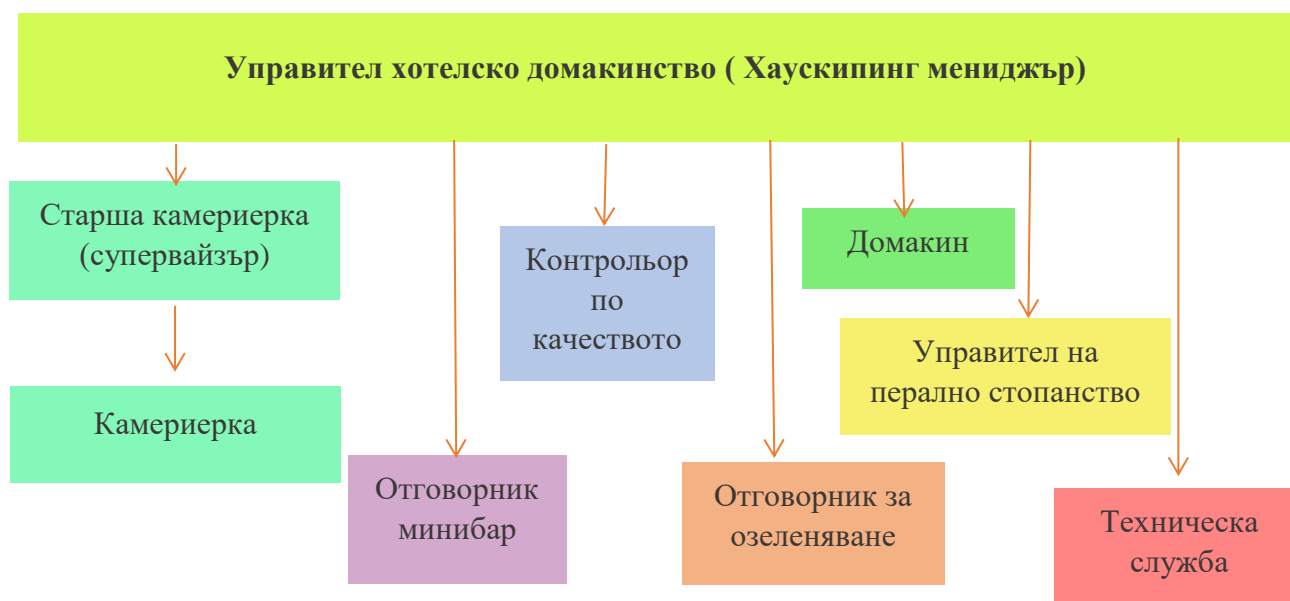 Управител хотелско домакинство ( Хаускипинг мениджър)
Старша камериерка
(супервайзър)
Камериерка
Отговорник
минибар
Контрольор
по
качеството
Отговорник за
озеленяване
Домакин
Управител на
перално стопанство
Техническа
служба